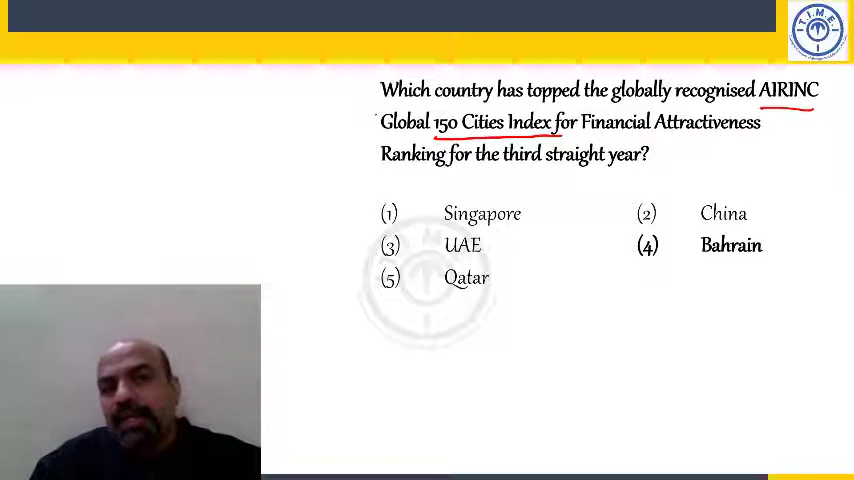 T.I.M.E.
Which country has topped the globally recognised AIRINC
Global 150 Cities Index for Financial Attractiveness
Ranking for the third straight year?
(1) Singapore (2) China
(3) UAE (4) Bahrain
(5) Qatar